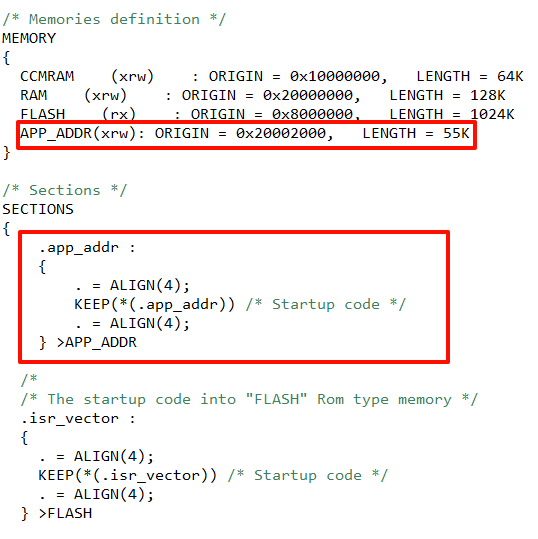 /* Memories definition */
MEMORY
{
  CCMRAM    (xrw)    : ORIGIN = 0x10000000,   LENGTH = 64K
  RAM    (xrw)    : ORIGIN = 0x20000000,   LENGTH = 128K
  FLASH    (rx)    : ORIGIN = 0x8000000,   LENGTH = 1024K
  APP_ADDR(xrw): ORIGIN = 0x20002000,   LENGTH = 55K
}
/* Sections */
SECTIONS
{
    .app_addr :
    {
        . = ALIGN(4);
        KEEP(*(.app_addr)) /* Startup code */
        . = ALIGN(4);
    } >APP_ADDR
  /*
  /* The startup code into "FLASH" Rom type memory */
  .isr_vector :
  {
    . = ALIGN(4);
    KEEP(*(.isr_vector)) /* Startup code */
    . = ALIGN(4);
  } >FLASH